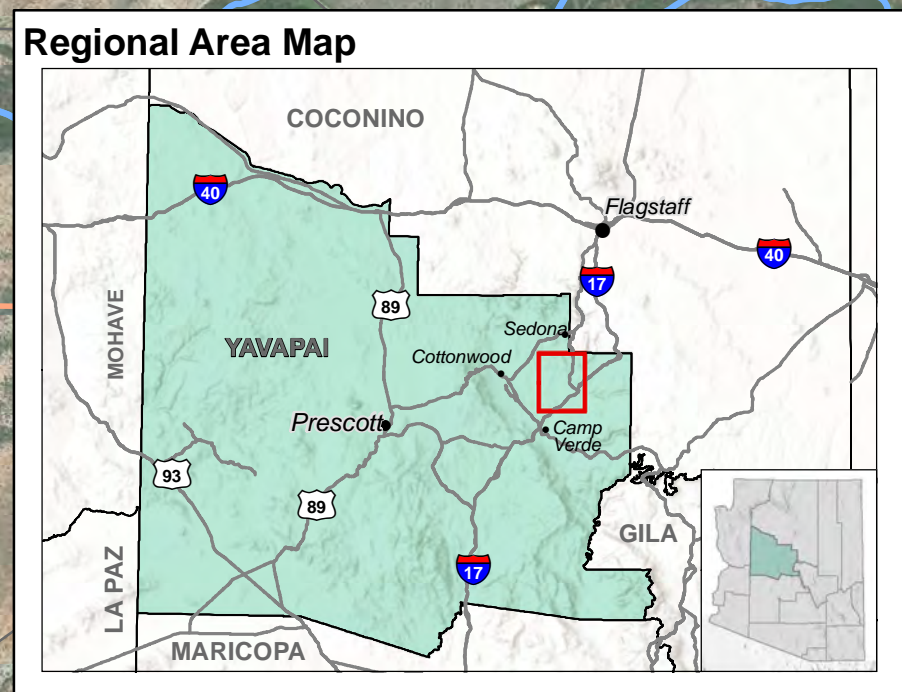 Regional Area Map
COCONINO
40
Flagstaff
40
17
MOHAVE
89
Sedona
YAVAPAI
Cottonwood
Prescott
Camp
Verde
93
89
GILA
17
LA PAZ
MARICOPA